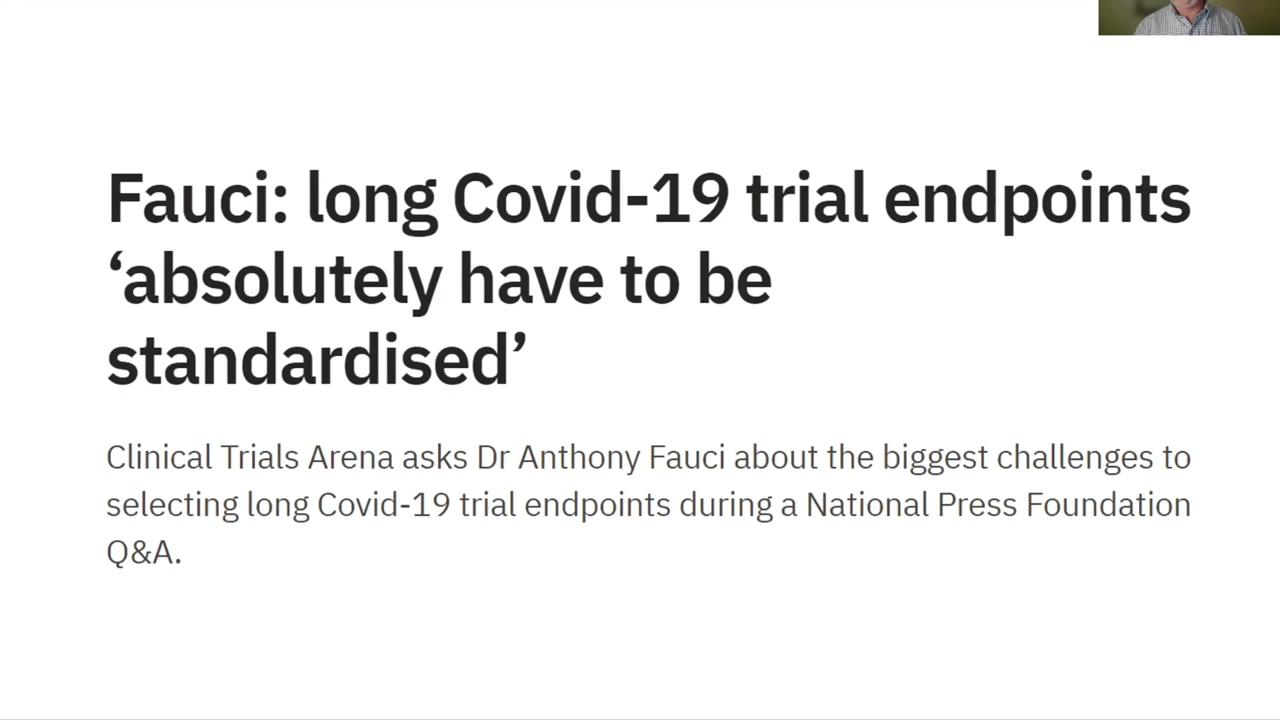 Fauci: long Covid-19 trial endpoints
‘absolutely have to be
standardised’
Clinical Trials Arena asks Dr Anthony Fauci about the biggest challenges to
selecting long Covid-19 trial endpoints during a National Press Foundation
Q&A.